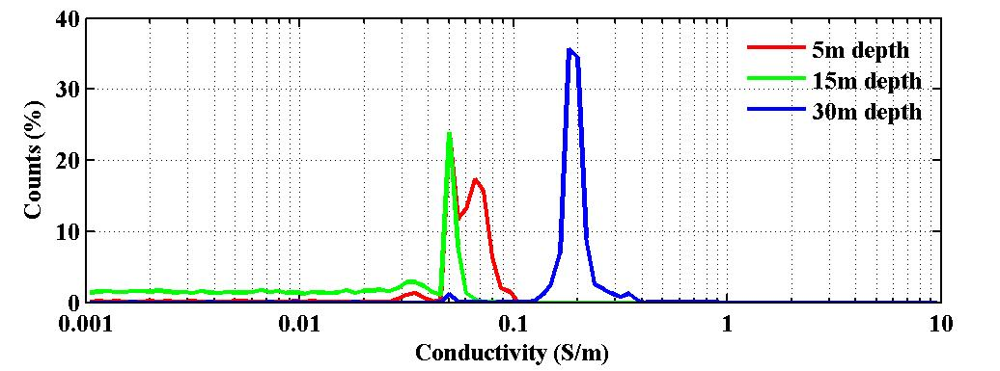 40
30
20
10
0
Counts (%)
5m depth
15m depth
30m depth
0.001 0.01 0.1 1 10
Conductivity (S/m)